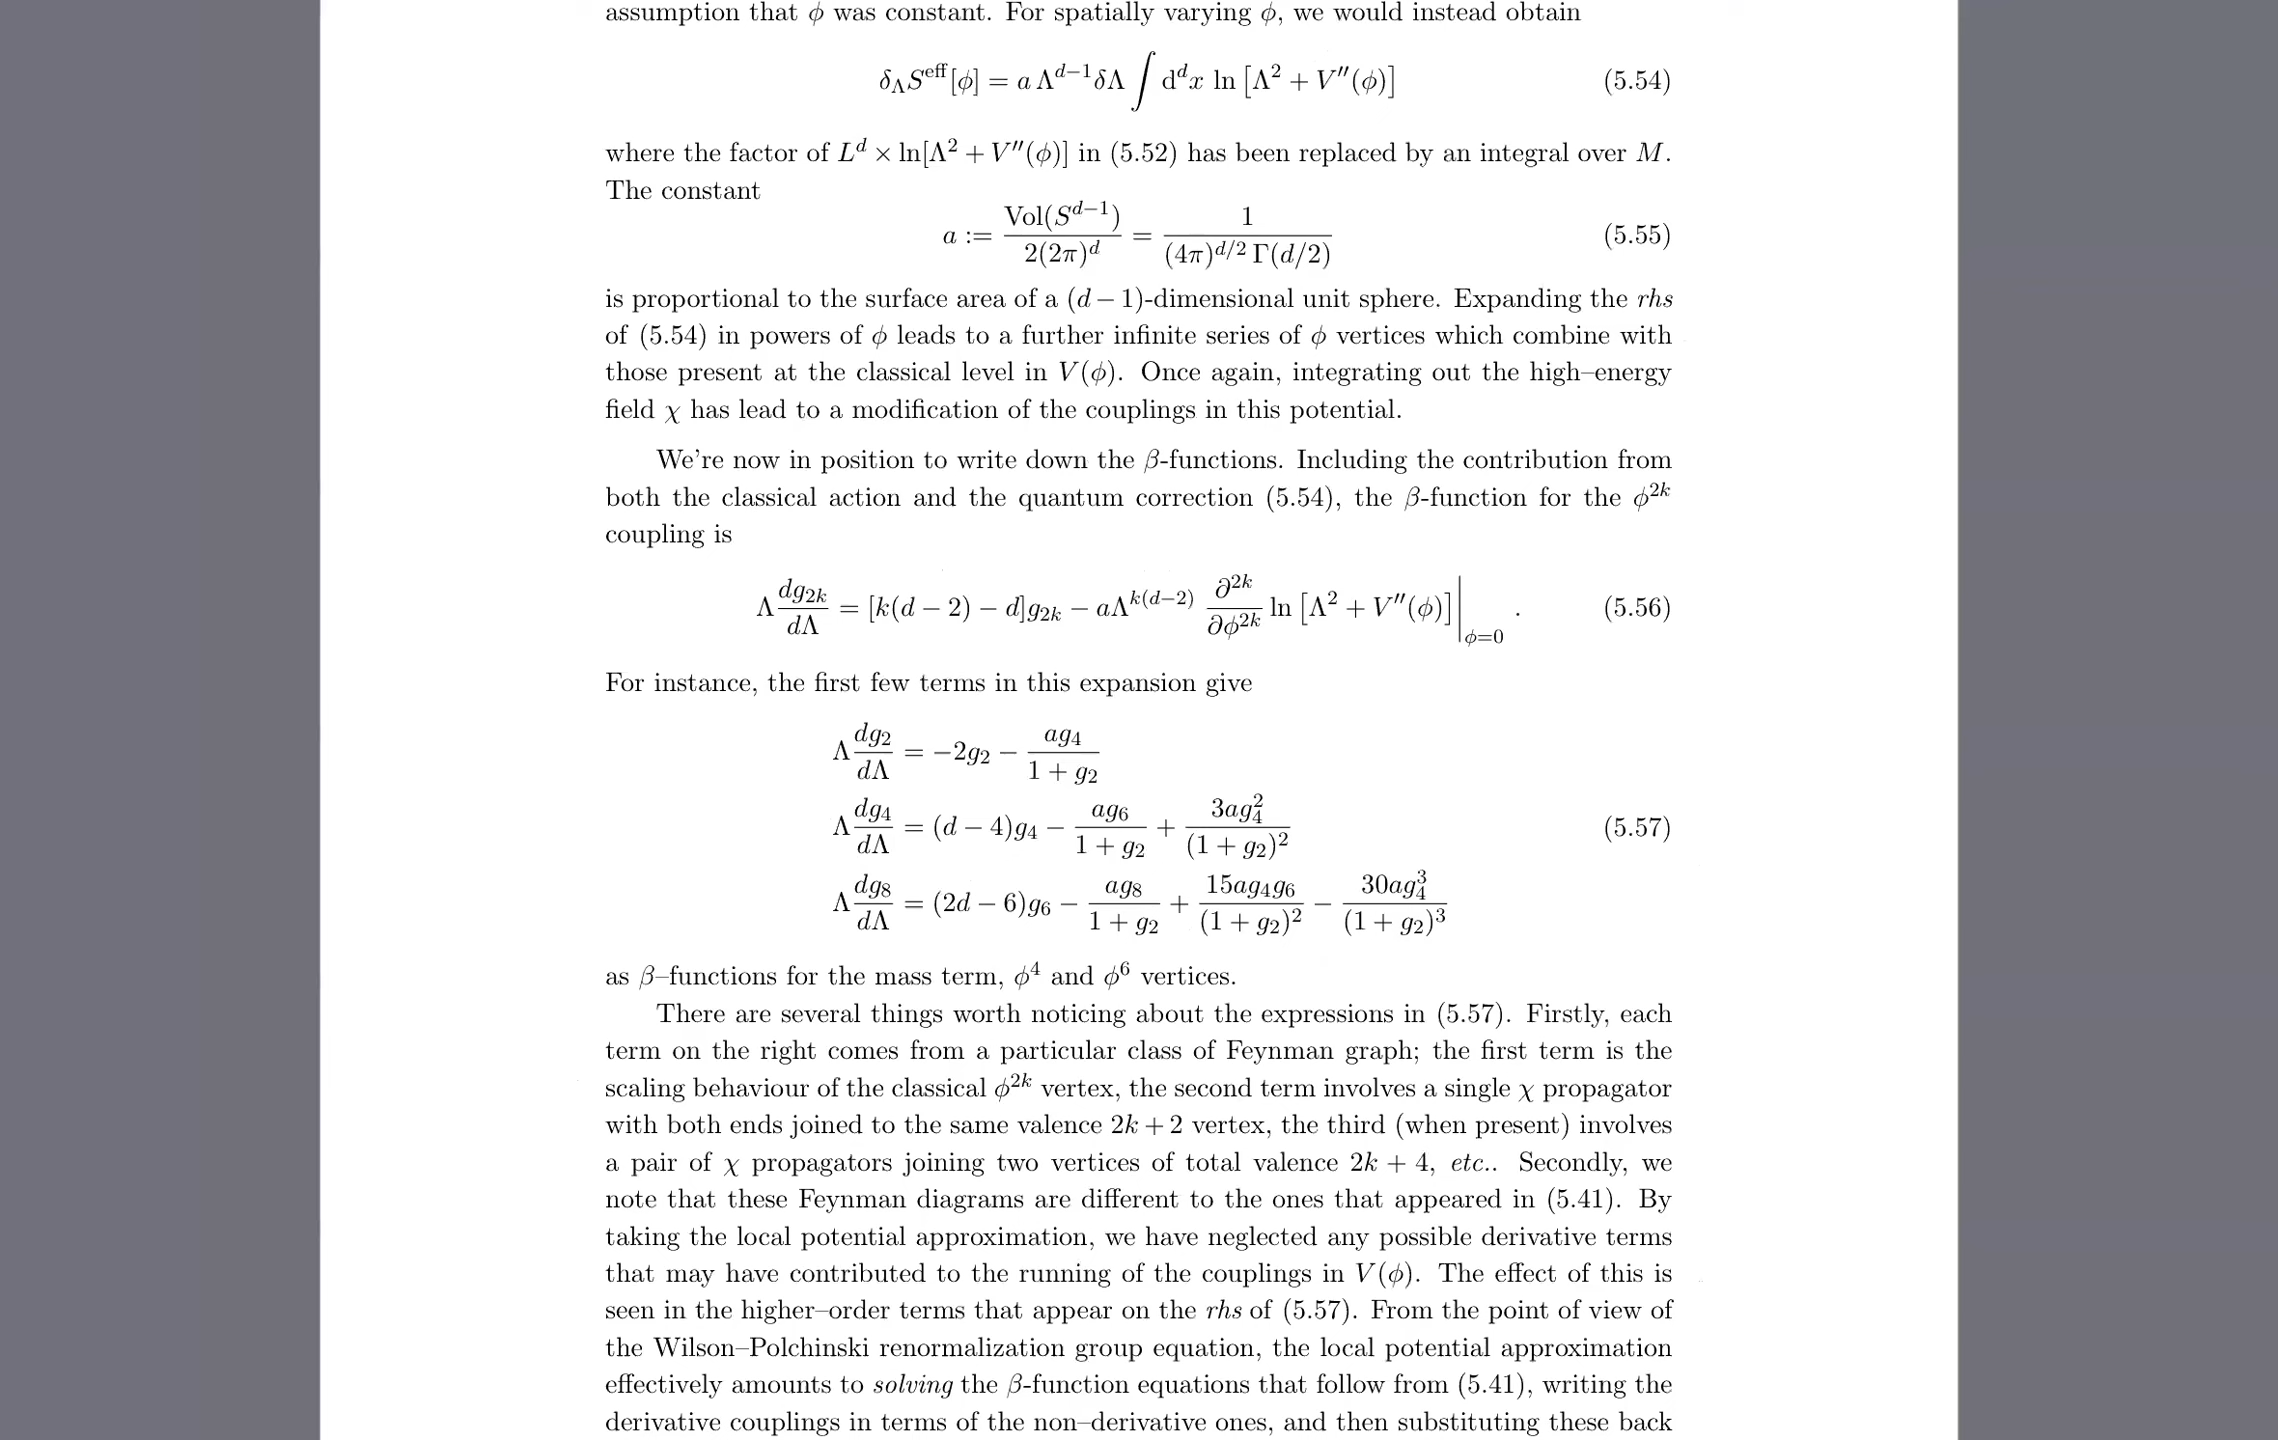 assumption that ϕ was constant. For spatially varying ϕ, we would instead obtain
δ_Λ S^eff[ϕ] = a Λ^{d−1} δΛ ∫ d^d x ln [Λ² + V″(ϕ)] (5.54)
where the factor of L^d × ln[Λ² + V″(ϕ)] in (5.52) has been replaced by an integral over M.
The constant
a := Vol(S^{d−1}) / 2(2π)^d = 1 / (4π)^{d/2} Γ(d/2) (5.55)
is proportional to the surface area of a (d − 1)-dimensional unit sphere. Expanding the rhs
of (5.54) in powers of ϕ leads to a further infinite series of ϕ vertices which combine with
those present at the classical level in V(ϕ). Once again, integrating out the high–energy
field χ has lead to a modification of the couplings in this potential.
We're now in position to write down the β-functions. Including the contribution from
both the classical action and the quantum correction (5.54), the β-function for the ϕ^{2k}
coupling is
Λ dg_{2k}/dΛ = [k(d − 2) − d]g_{2k} − aΛ^{k(d−2)} ∂^{2k}/∂ϕ^{2k} ln [Λ² + V″(ϕ)]|_{ϕ=0} . (5.56)
For instance, the first few terms in this expansion give
Λ dg₂/dΛ = −2g₂ − ag₄/(1 + g₂)
Λ dg₄/dΛ = (d − 4)g₄ − ag₆/(1 + g₂) + 3ag₄²/(1 + g₂)² (5.57)
Λ dg₈/dΛ = (2d − 6)g₆ − ag₈/(1 + g₂) + 15ag₄g₆/(1 + g₂)² − 30ag₄³/(1 + g₂)³
as β–functions for the mass term, ϕ⁴ and ϕ⁶ vertices.
There are several things worth noticing about the expressions in (5.57). Firstly, each
term on the right comes from a particular class of Feynman graph; the first term is the
scaling behaviour of the classical ϕ^{2k} vertex, the second term involves a single χ propagator
with both ends joined to the same valence 2k + 2 vertex, the third (when present) involves
a pair of χ propagators joining two vertices of total valence 2k + 4, etc.. Secondly, we
note that these Feynman diagrams are different to the ones that appeared in (5.41). By
taking the local potential approximation, we have neglected any possible derivative terms
that may have contributed to the running of the couplings in V(ϕ). The effect of this is
seen in the higher–order terms that appear on the rhs of (5.57). From the point of view of
the Wilson–Polchinski renormalization group equation, the local potential approximation
effectively amounts to solving the β-function equations that follow from (5.41), writing the
derivative couplings in terms of the non–derivative ones, and then substituting these back